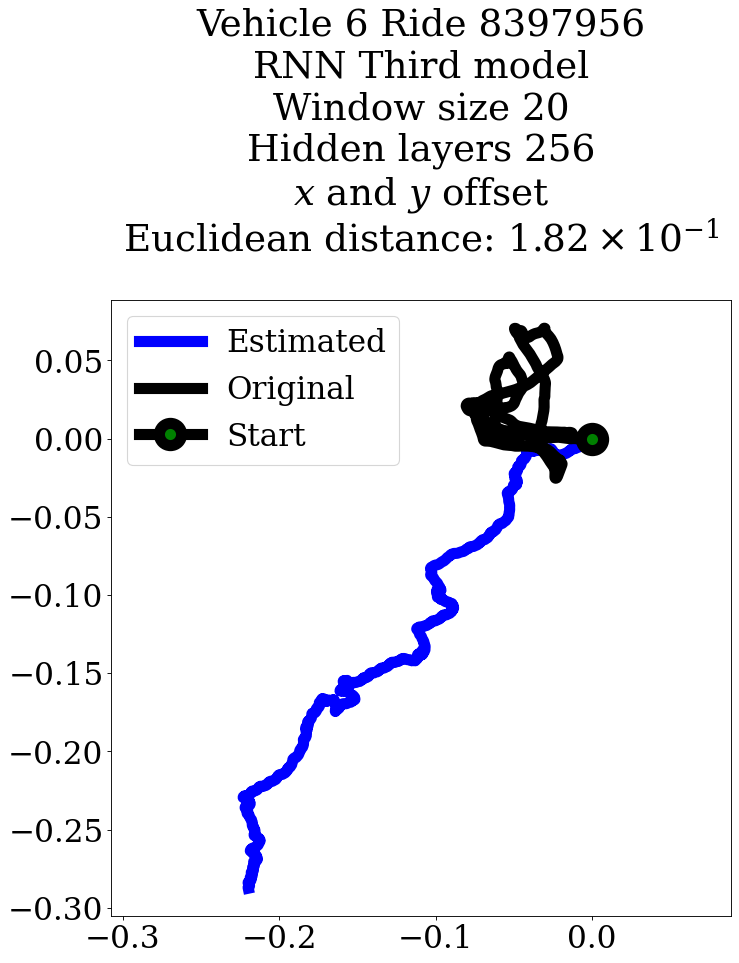 Vehicle 6 Ride 8397956
RNN Third model
Window size 20
Hidden layers 256
x and y offset
Euclidean distance: 1.82 × 10⁻¹
Estimated
Original
Start
0.05
0.00
−0.05
−0.10
−0.15
−0.20
−0.25
−0.30
−0.3 −0.2 −0.1 0.0